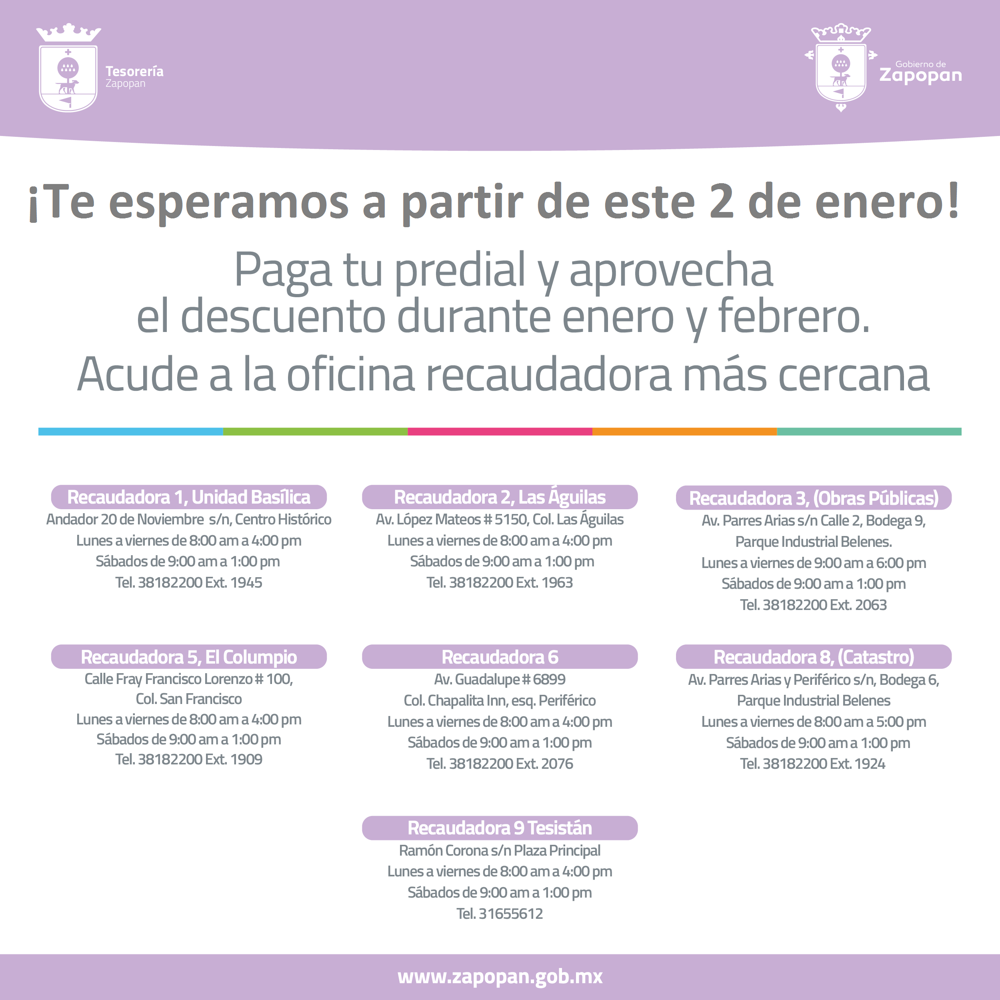 Tesorería
Zapopan
Gobierno de
Zapopan
¡Te esperamos a partir de este 2 de enero!
Paga tu predial y aprovecha
el descuento durante enero y febrero.
Acude a la oficina recaudadora más cercana
Recaudadora 1, Unidad Basílica
Andador 20 de Noviembre s/n, Centro Histórico
Lunes a viernes de 8:00 am a 4:00 pm
Sábados de 9:00 am a 1:00 pm
Tel. 38182200 Ext. 1945
Recaudadora 2, Las Águilas
Av. López Mateos # 5150, Col. Las Águilas
Lunes a viernes de 8:00 am a 4:00 pm
Sábados de 9:00 am a 1:00 pm
Tel. 38182200 Ext. 1963
Recaudadora 3, (Obras Públicas)
Av. Parres Arias s/n Calle 2, Bodega 9,
Parque Industrial Belenes.
Lunes a viernes de 9:00 am a 6:00 pm
Sábados de 9:00 am a 1:00 pm
Tel. 38182200 Ext. 2063
Recaudadora 5, El Columpio
Calle Fray Francisco Lorenzo # 100,
Col. San Francisco
Lunes a viernes de 8:00 am a 4:00 pm
Sábados de 9:00 am a 1:00 pm
Tel. 38182200 Ext. 1909
Recaudadora 6
Av. Guadalupe # 6899
Col. Chapalita Inn, esq. Periférico
Lunes a viernes de 8:00 am a 4:00 pm
Sábados de 9:00 am a 1:00 pm
Tel. 38182200 Ext. 2076
Recaudadora 8, (Catastro)
Av. Parres Arias y Periférico s/n, Bodega 6,
Parque Industrial Belenes
Lunes a viernes de 8:00 am a 5:00 pm
Sábados de 9:00 am a 1:00 pm
Tel. 38182200 Ext. 1924
Recaudadora 9 Tesistán
Ramón Corona s/n Plaza Principal
Lunes a viernes de 8:00 am a 4:00 pm
Sábados de 9:00 am a 1:00 pm
Tel. 31655612
www.zapopan.gob.mx